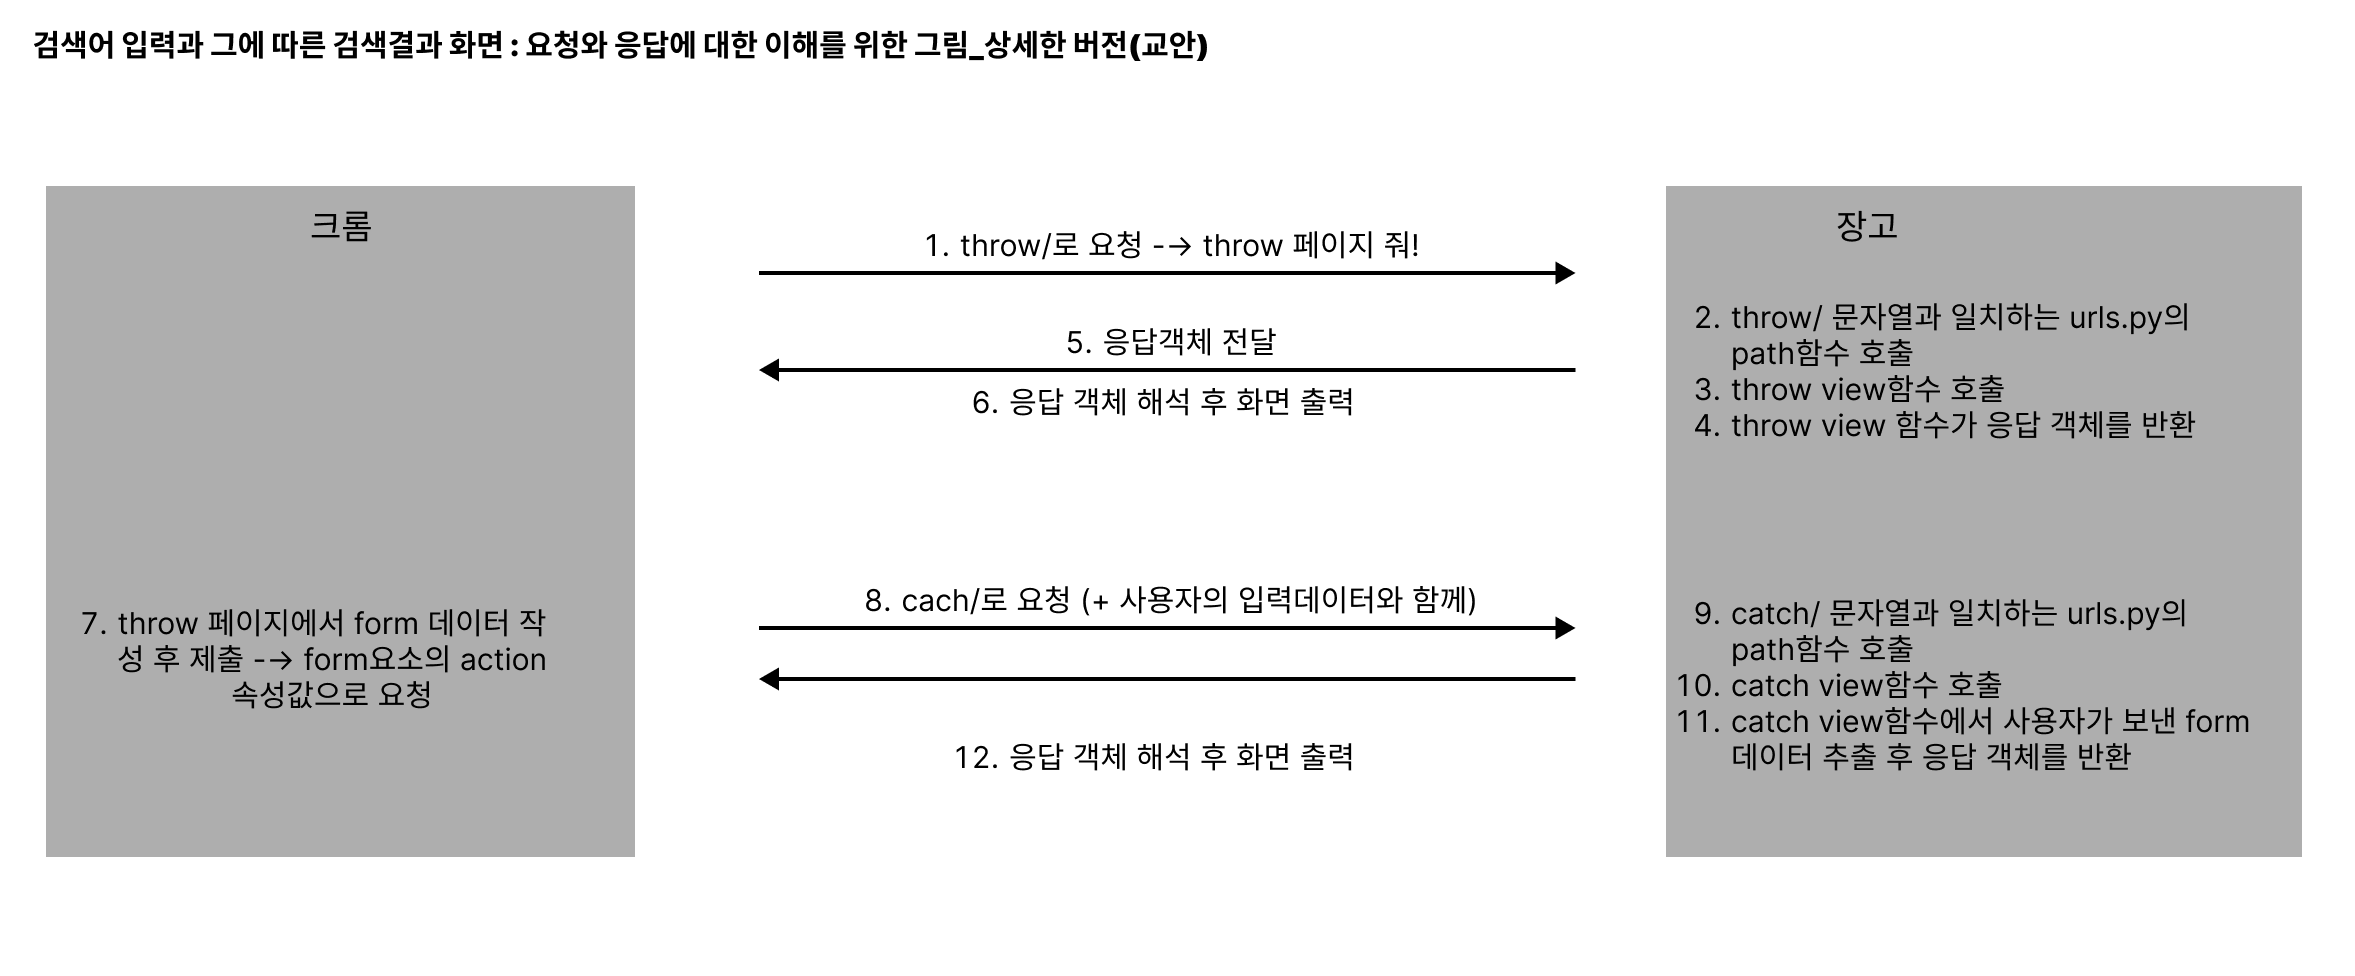 검색어 입력과 그에 따른 검색결과 화면 : 요청와 응답에 대한 이해를 위한 그림_상세한 버전(교안)
크롬
장고
1. throw/로 요청 --→ throw 페이지 줘!
2. throw/ 문자열과 일치하는 urls.py의
path함수 호출
3. throw view함수 호출
4. throw view 함수가 응답 객체를 반환
5. 응답객체 전달
6. 응답 객체 해석 후 화면 출력
7. throw 페이지에서 form 데이터 작
성 후 제출 --→ form요소의 action
속성값으로 요청
8. cach/로 요청 (+ 사용자의 입력데이터와 함께)
9. catch/ 문자열과 일치하는 urls.py의
path함수 호출
10. catch view함수 호출
11. catch view함수에서 사용자가 보낸 form
데이터 추출 후 응답 객체를 반환
12. 응답 객체 해석 후 화면 출력